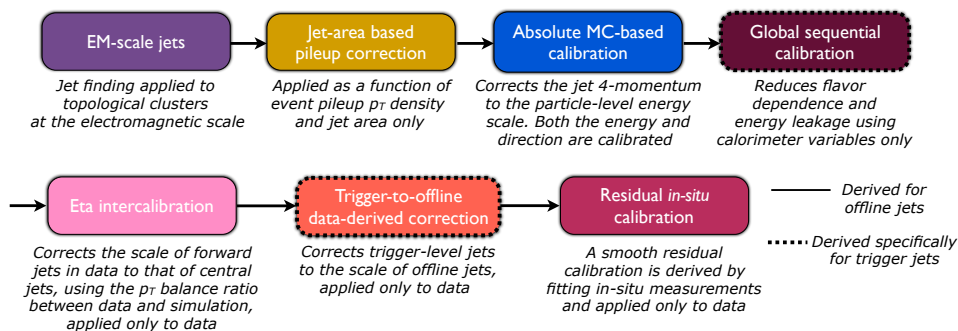 EM-scale jets
Jet finding applied to
topological clusters
at the electromagnetic scale
Jet-area based
pileup correction
Applied as a function of
event pileup pT density
and jet area only
Absolute MC-based
calibration
Corrects the jet 4-momentum
to the particle-level energy
scale. Both the energy and
direction are calibrated
Global sequential
calibration
Reduces flavor
dependence and
energy leakage using
calorimeter variables only
Eta intercalibration
Corrects the scale of forward
jets in data to that of central
jets, using the pT balance ratio
between data and simulation,
applied only to data
Trigger-to-offline
data-derived correction
Corrects trigger-level jets
to the scale of offline jets,
applied only to data
Residual in-situ
calibration
A smooth residual
calibration is derived by
fitting in-situ measurements
and applied only to data
Derived for
offline jets
Derived specifically
for trigger jets